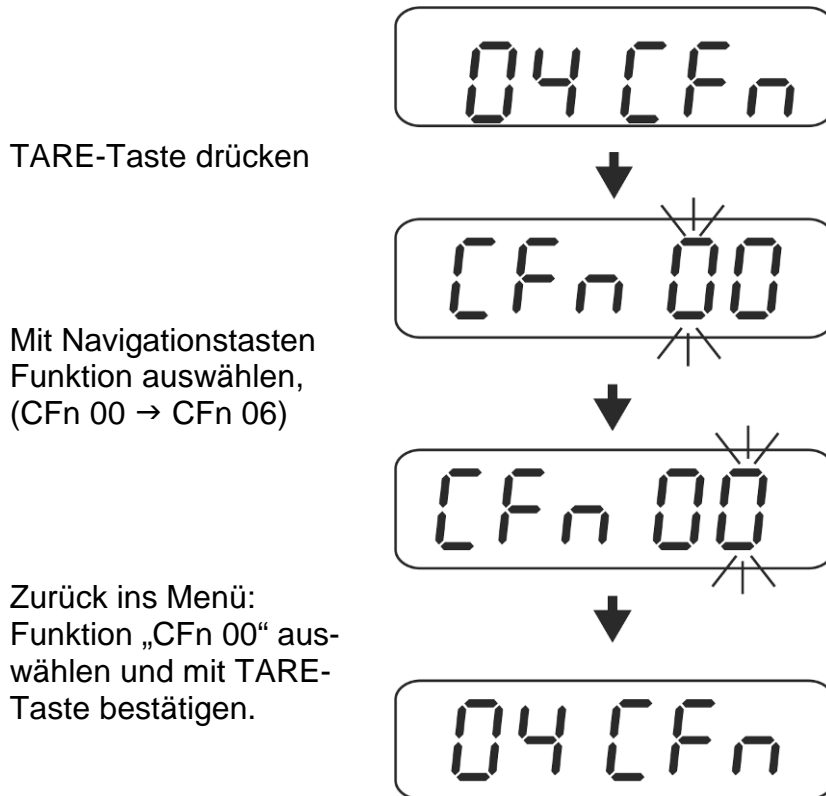 04 CFn
TARE-Taste drücken
CFn 00
Mit Navigationstasten
Funktion auswählen,
(CFn 00 → CFn 06)
CFn 00
Zurück ins Menü:
Funktion „CFn 00“ aus-
wählen und mit TARE-
Taste bestätigen.
04 CFn